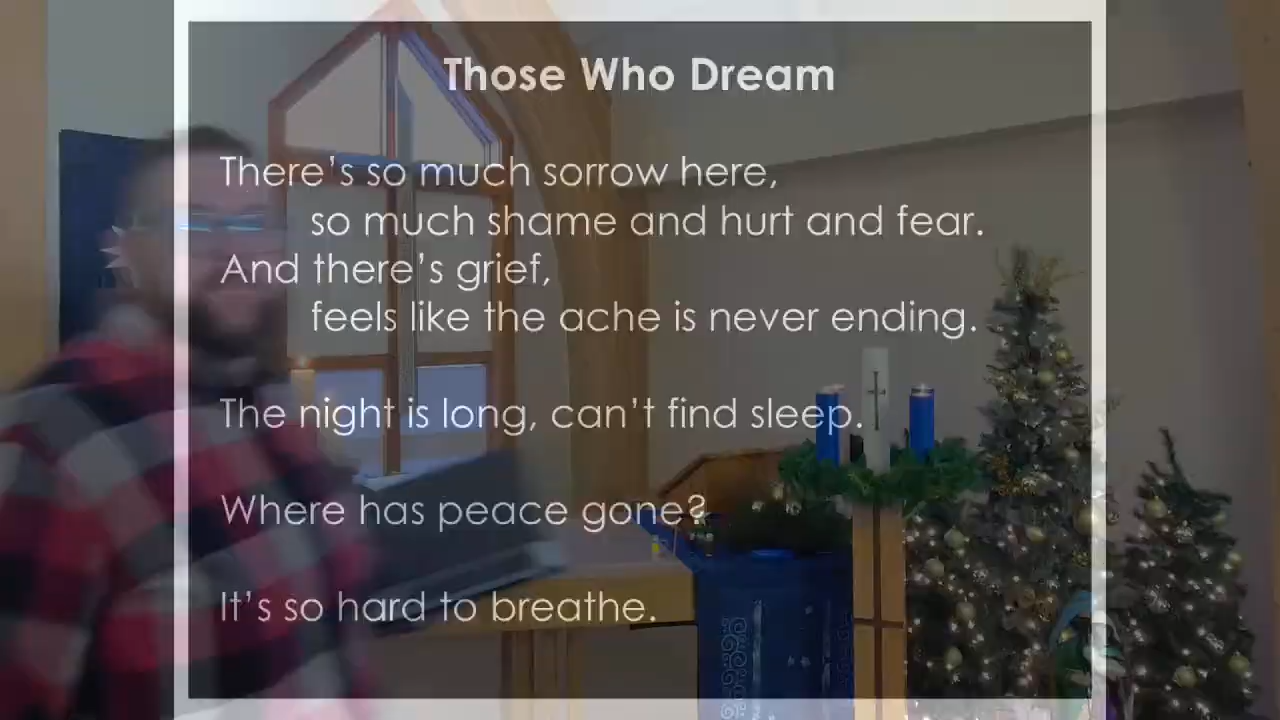 Those Who Dream
There's so much sorrow here,
so much shame and hurt and fear.
And there's grief,
feels like the ache is never ending.
The night is long, can't find sleep.
Where has peace gone?
It's so hard to breathe.